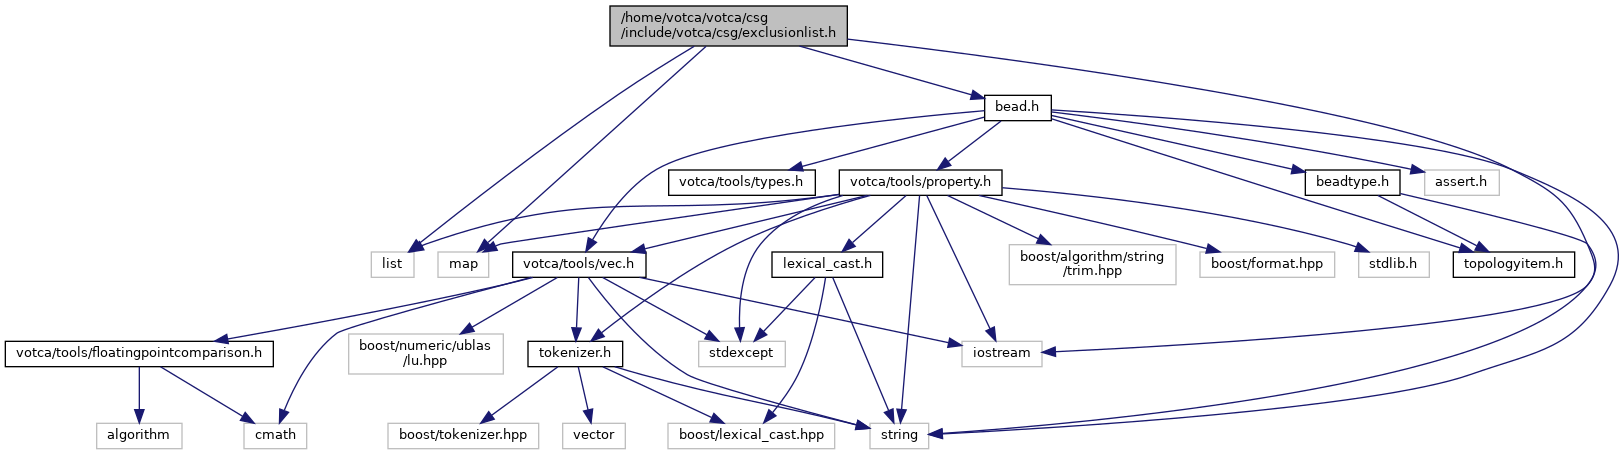 /home/votca/votca/csg
/include/votca/csg/exclusionlist.h
bead.h
votca/tools/types.h
votca/tools/property.h
beadtype.h
assert.h
list
map
votca/tools/vec.h
lexical_cast.h
boost/algorithm/string
/trim.hpp
boost/format.hpp
stdlib.h
topologyitem.h
votca/tools/floatingpointcomparison.h
boost/numeric/ublas
/lu.hpp
tokenizer.h
stdexcept
iostream
algorithm
cmath
boost/tokenizer.hpp
vector
boost/lexical_cast.hpp
string